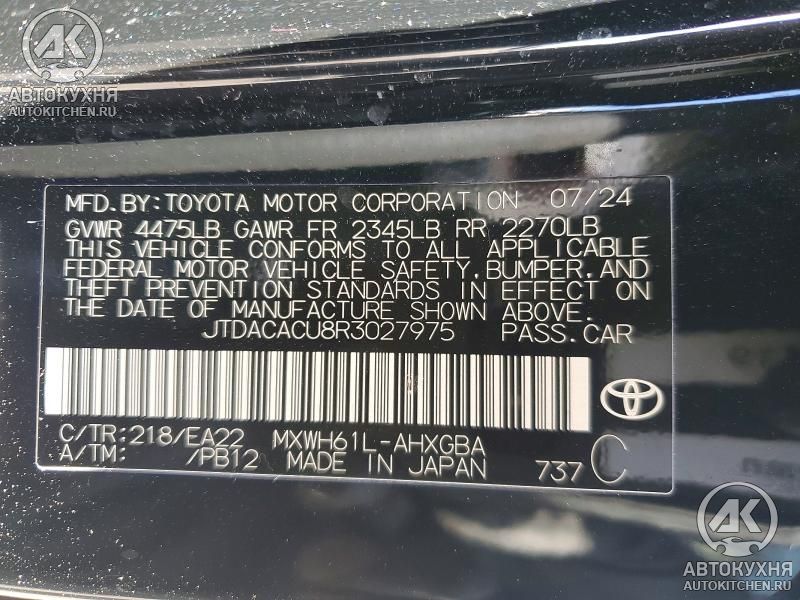 AK
АВТОКУХНЯ
AUTOKITCHEN.RU
MFD.BY:TOYOTA MOTOR CORPORATION 07/24
GVWR 4475LB GAWR FR 2345LB RR 2270LB
THIS VEHICLE CONFORMS TO ALL APPLICABLE
FEDERAL MOTOR VEHICLE SAFETY,BUMPER,AND
THEFT PREVENTION STANDARDS IN EFFECT ON
THE DATE OF MANUFACTURE SHOWN ABOVE.
JTDACACU8R3027975 PASS.CAR
C/TR:218/EA22 MXWH61L-AHXGBA
A/TM: /PB12 MADE IN JAPAN 737 C
AK
АВТОКУХНЯ
AUTOKITCHEN.RU